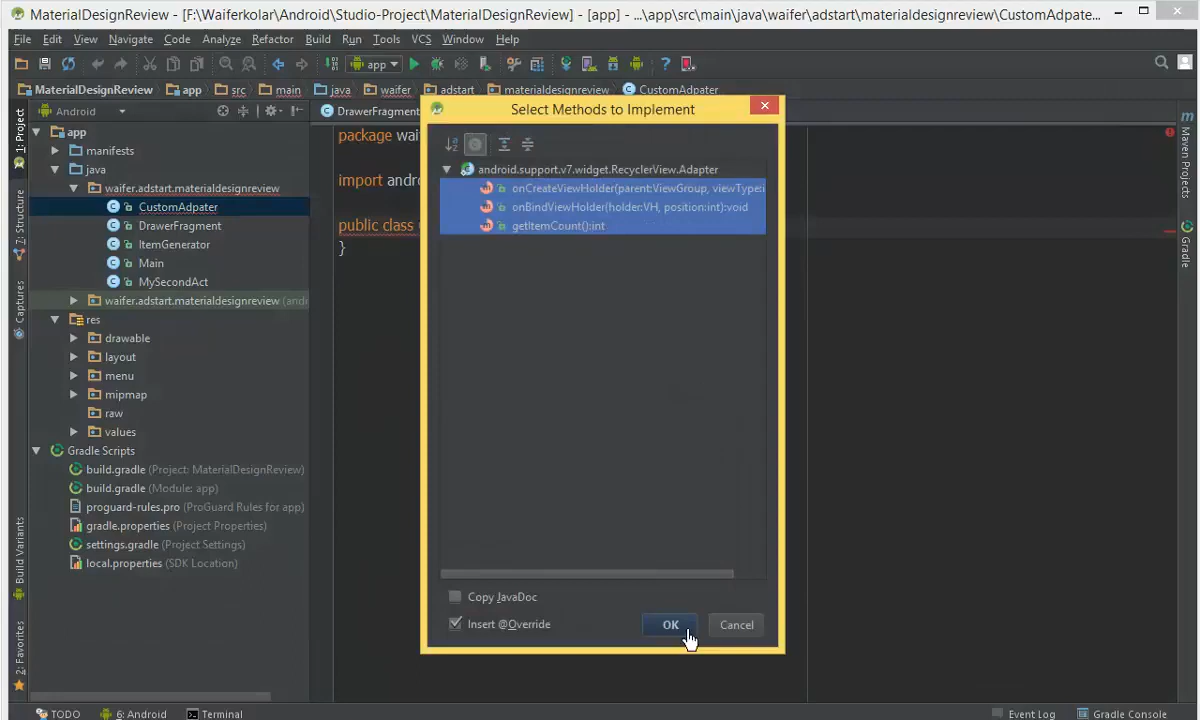 MaterialDesignReview - [F:\Waiferkolar\Android\Studio-Project\MaterialDesignReview] - [app] - ...\app\src\main\java\waifer\adstart\materialdesignreview\CustomAdpate...
File Edit View Navigate Code Analyze Refactor Build Run Tools VCS Window Help
app
MaterialDesignReview app src main java waifer adstart materialdesignreview CustomAdpater
Android
DrawerFragment
1: Project
7: Structure
Captures
Build Variants
2: Favorites
app
manifests
java
waifer.adstart.materialdesignreview
CustomAdpater
DrawerFragment
ItemGenerator
Main
MySecondAct
waifer.adstart.materialdesignreview (andr
res
drawable
layout
menu
mipmap
raw
values
Gradle Scripts
build.gradle (Project: MaterialDesignReview)
build.gradle (Module: app)
proguard-rules.pro (ProGuard Rules for app)
gradle.properties (Project Properties)
settings.gradle (Project Settings)
local.properties (SDK Location)
package wai
import andro
public class
}
Select Methods to Implement
android.support.v7.widget.RecyclerView.Adapter
onCreateViewHolder(parent:ViewGroup, viewType:i
onBindViewHolder(holder:VH, position:int):void
getItemCount():int
Copy JavaDoc
Insert @Override
OK
Cancel
Maven Projects
Gradle
TODO 6: Android Terminal Event Log Gradle Console